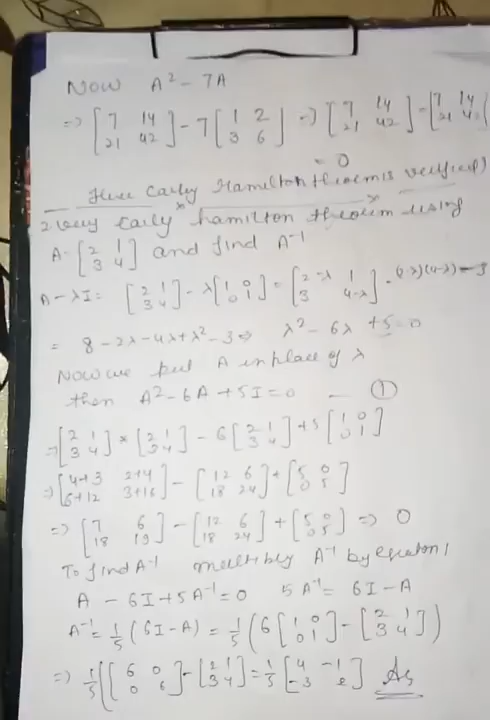 Now A² - 7A
=> [7 14; 21 42] - 7[1 2; 3 6] => [7 14; 21 42] - [7 14; 21 42]
= 0
Here Caely Hamilton theorm is verified)
2. very Caely hamilton theorem using
A = [2 1; 3 4] and find A⁻¹
A - λI = [2 1; 3 4] - λ[1 0; 0 1] = [2-λ 1; 3 4-λ] = (2-λ)(4-λ) - 3
= 8 - 2λ - 4λ + λ² - 3 => λ² - 6λ + 5 = 0
Now we put A in place of λ
then A² - 6A + 5I = 0 — ①
=> [2 1; 3 4] × [2 1; 3 4] - 6[2 1; 3 4] + 5[1 0; 0 1]
=> [4+3 2+4; 6+12 3+16] - [12 6; 18 24] + [5 0; 0 5]
=> [7 6; 18 19] - [12 6; 18 24] + [5 0; 0 5] => 0
To find A⁻¹ multibly A⁻¹ by equation 1
A - 6I + 5A⁻¹ = 0 5A⁻¹ = 6I - A
A⁻¹ = 1/5 (6I - A) = 1/5 (6[1 0; 0 1] - [2 1; 3 4])
=> 1/5 ([6 0; 0 6] - [2 1; 3 4] = 1/5 [4 -1; -3 2] As